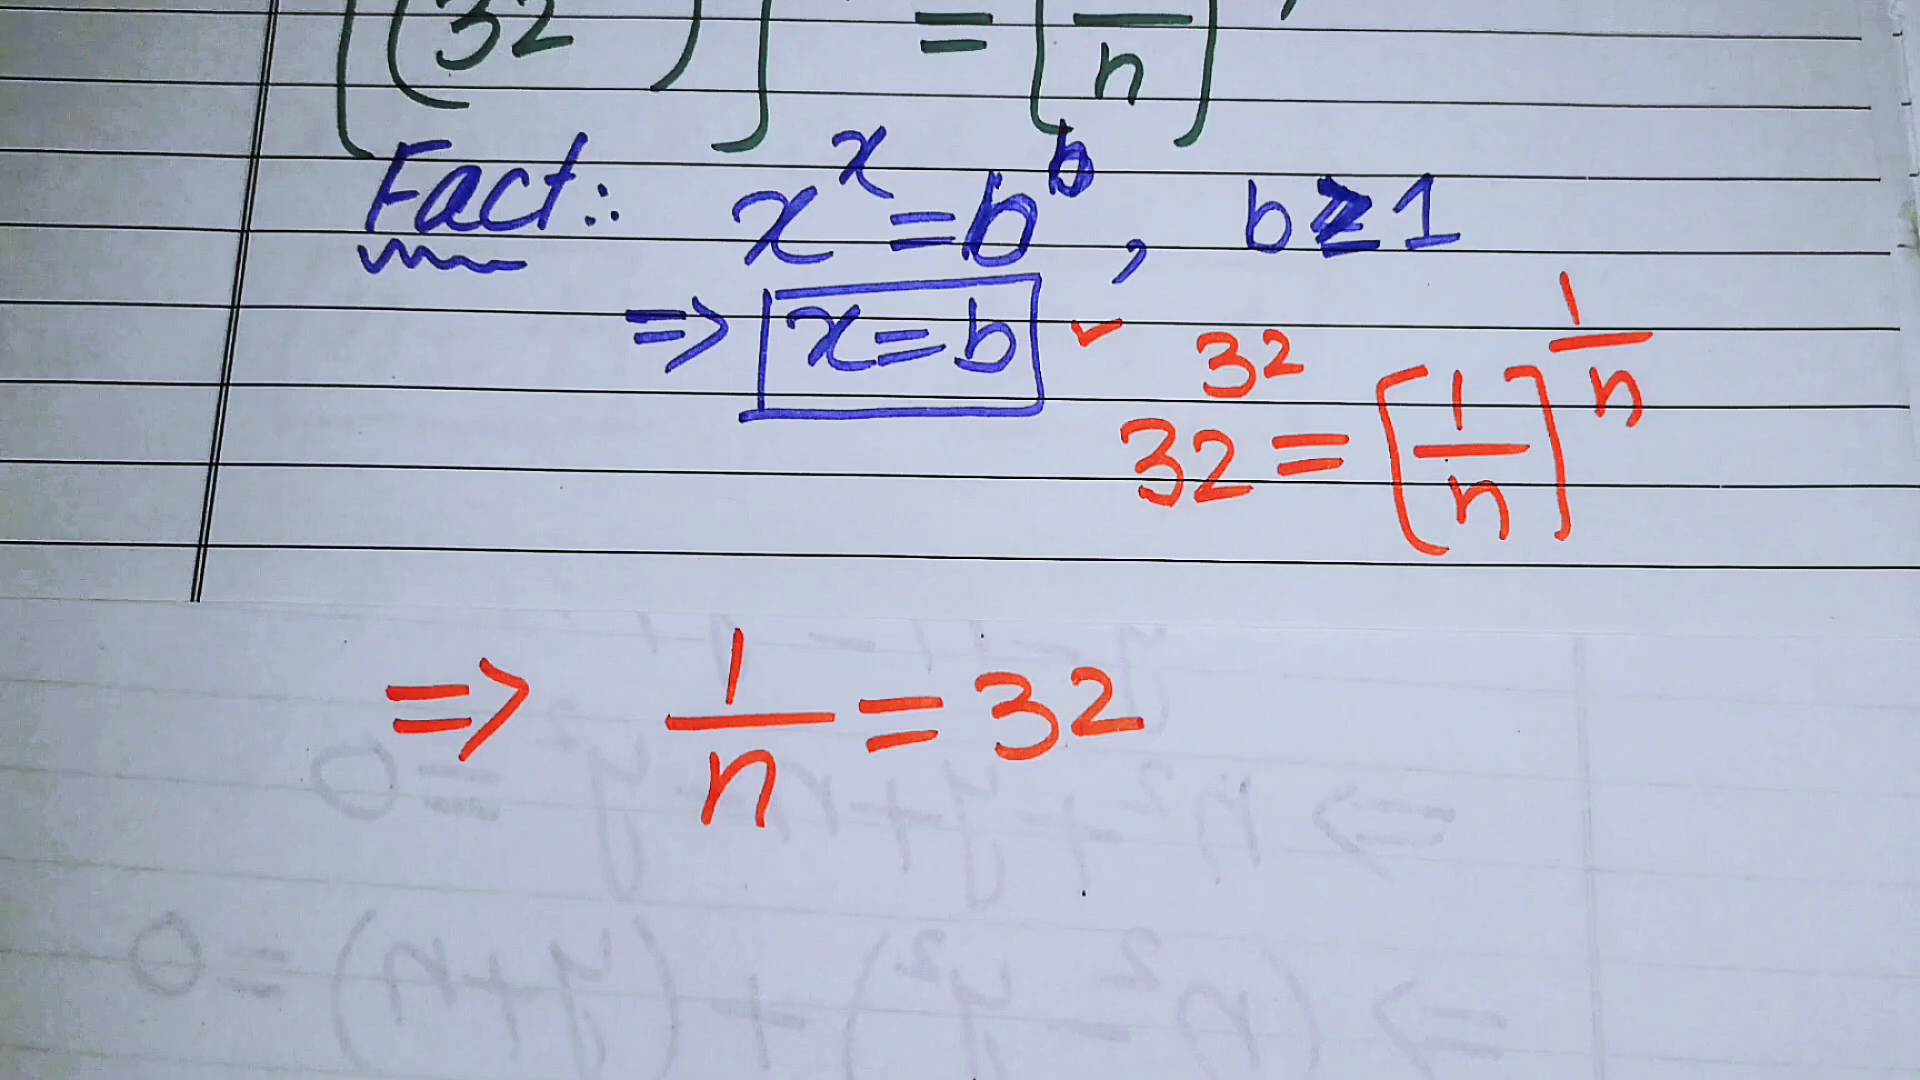 [(32)] = [—/n]
Fact: x^x = b^b, b ≥ 1
⇒ x = b ✓
32^32 = [1/n]^(1/n)
⇒ 1/n = 32